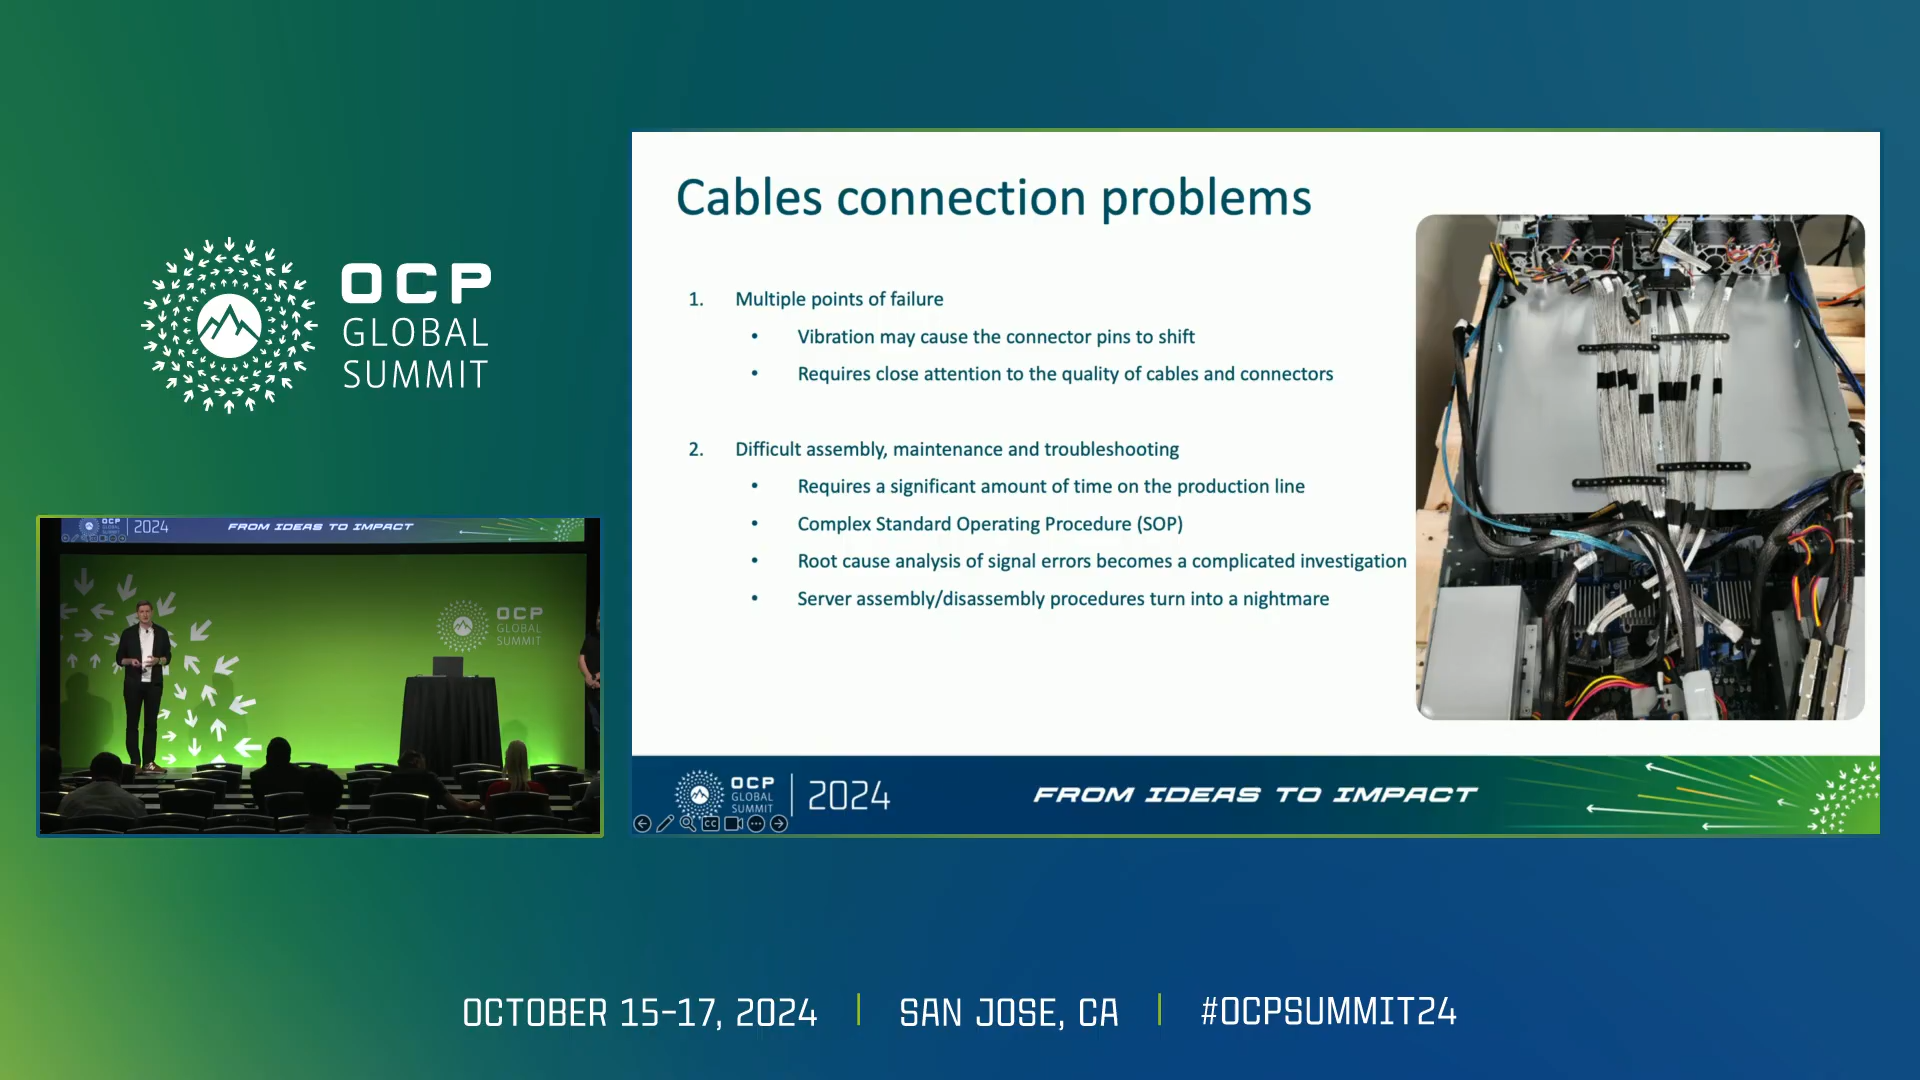 OCP
GLOBAL
SUMMIT
OCP
GLOBAL
SUMMIT
2024
FROM IDEAS TO IMPACT
OCP
GLOBAL
SUMMIT
Cables connection problems
1. Multiple points of failure
• Vibration may cause the connector pins to shift
• Requires close attention to the quality of cables and connectors
2. Difficult assembly, maintenance and troubleshooting
• Requires a significant amount of time on the production line
• Complex Standard Operating Procedure (SOP)
• Root cause analysis of signal errors becomes a complicated investigation
• Server assembly/disassembly procedures turn into a nightmare
OCP
GLOBAL
SUMMIT
2024
FROM IDEAS TO IMPACT
CC
OCTOBER 15-17, 2024 | SAN JOSE, CA | #OCPSUMMIT24